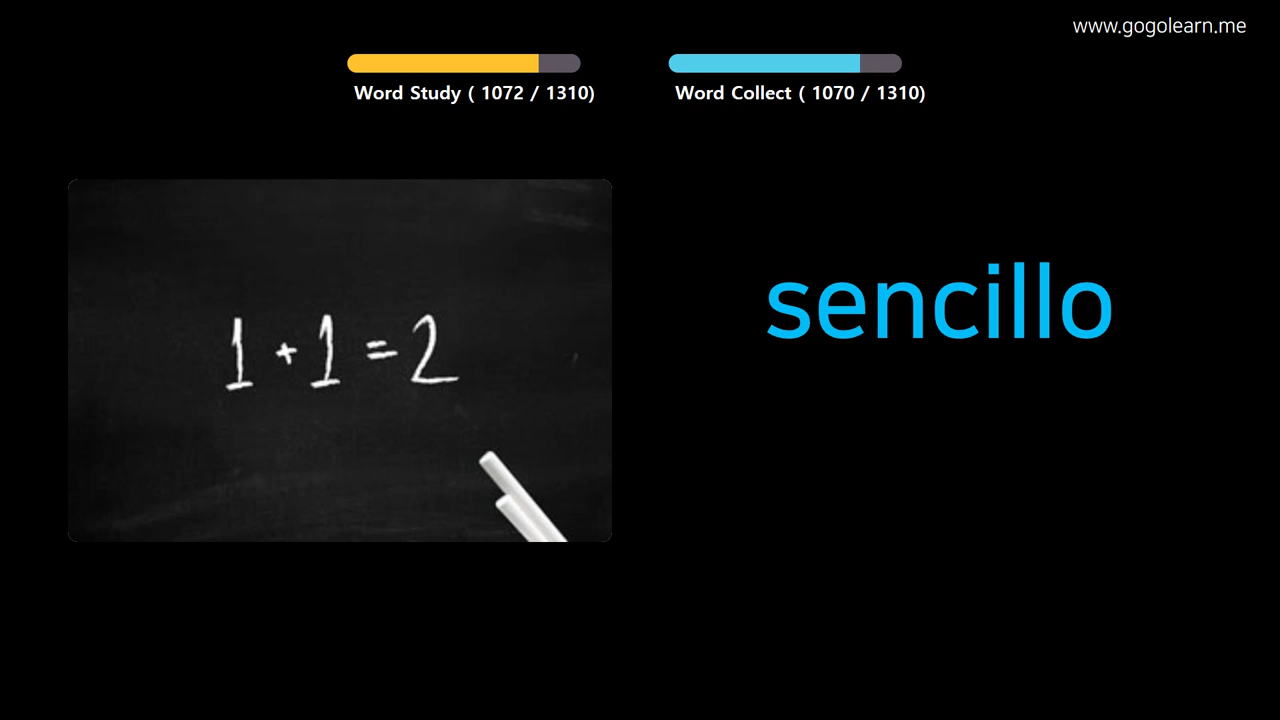 www.gogolearn.me
Word Study ( 1072 / 1310)
Word Collect ( 1070 / 1310)
1 + 1 = 2
sencillo